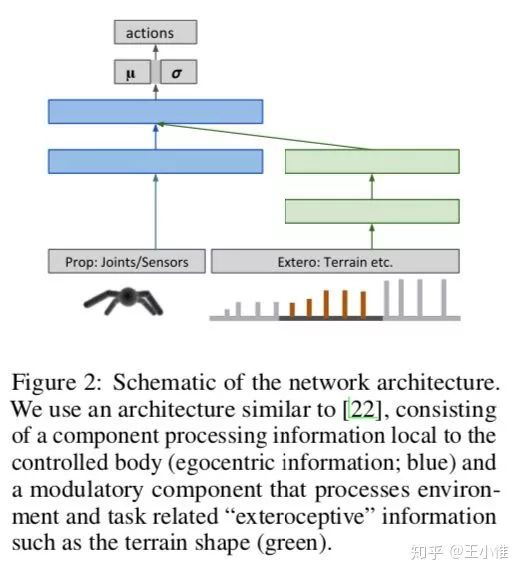 actions
μ σ
Prop: Joints/Sensors
Extero: Terrain etc.
Figure 2: Schematic of the network architecture.
We use an architecture similar to [22], consisting
of a component processing information local to the
controlled body (egocentric information; blue) and
a modulatory component that processes environ-
ment and task related “exteroceptive” information
such as the terrain shape (green).
知乎 @王小惟